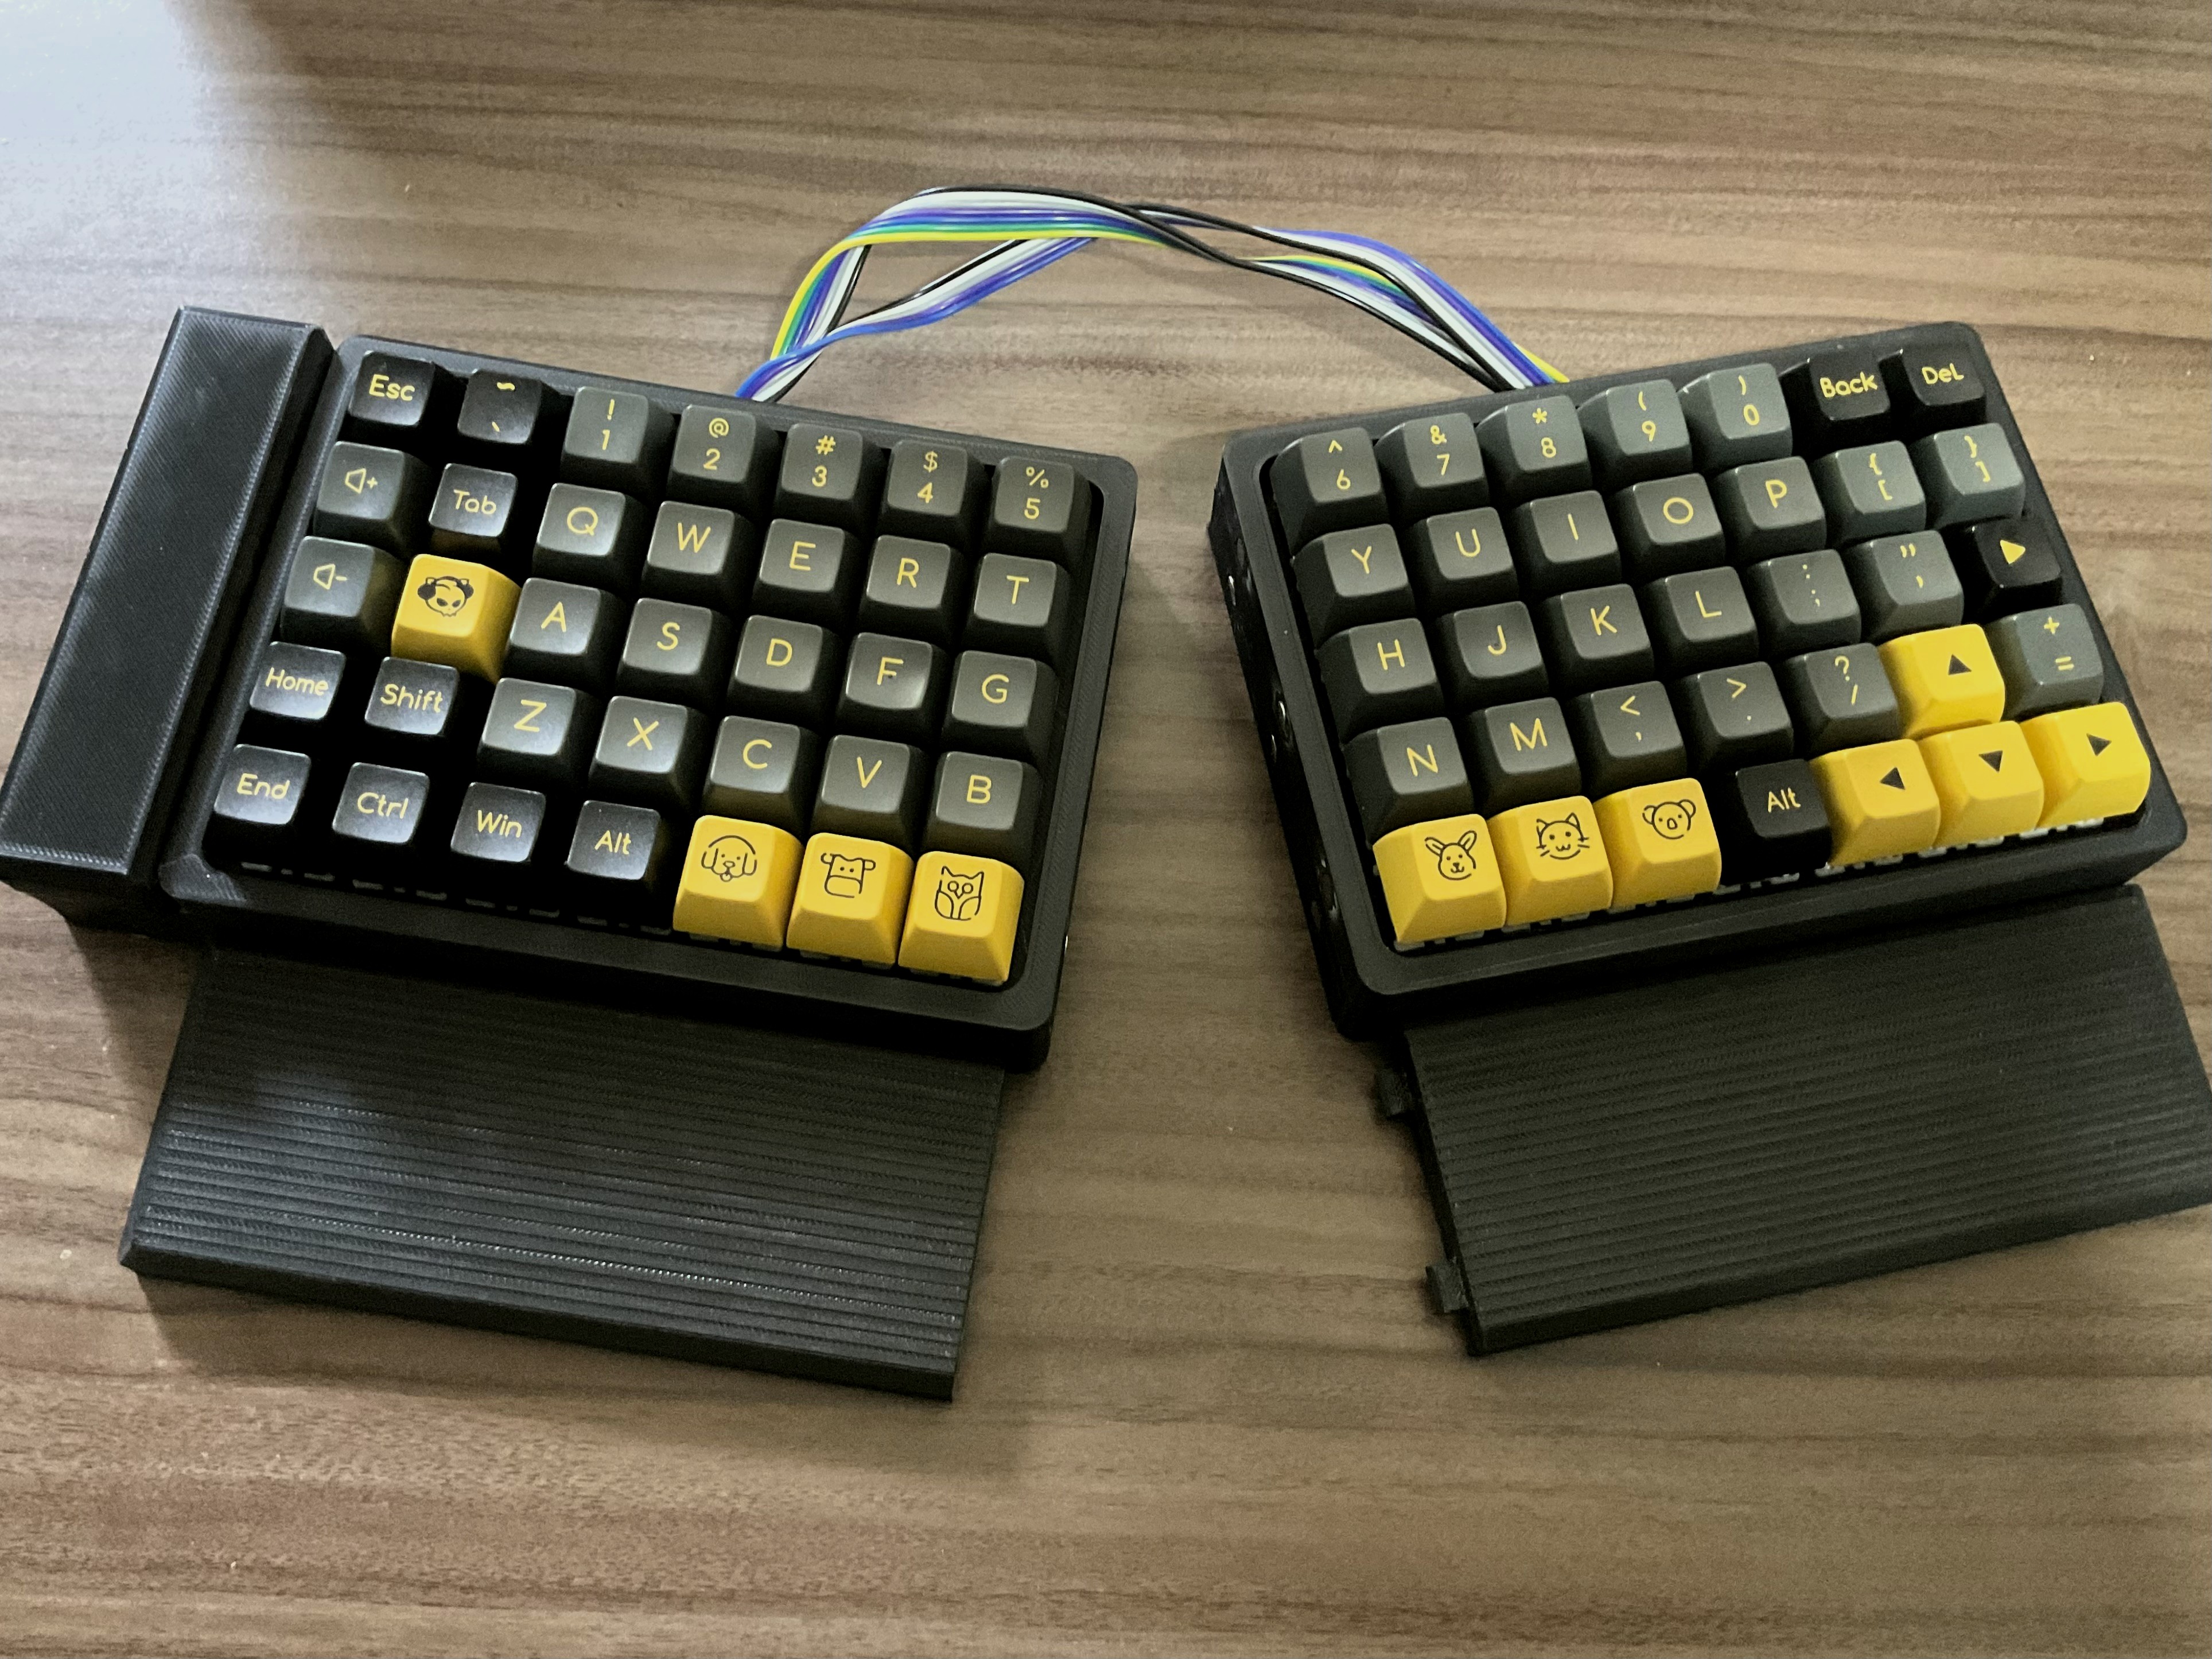 Esc ~ ` ! 1 @ 2 # 3 $ 4 % 5
Tab Q W E R T
A S D F G
Home Shift Z X C V B
End Ctrl Win Alt
^ 6 & 7 * 8 ( 9 ) 0 Back Del
Y U I O P { [ } ]
H J K L : ; " '
N M < , > . ? / + =
Alt